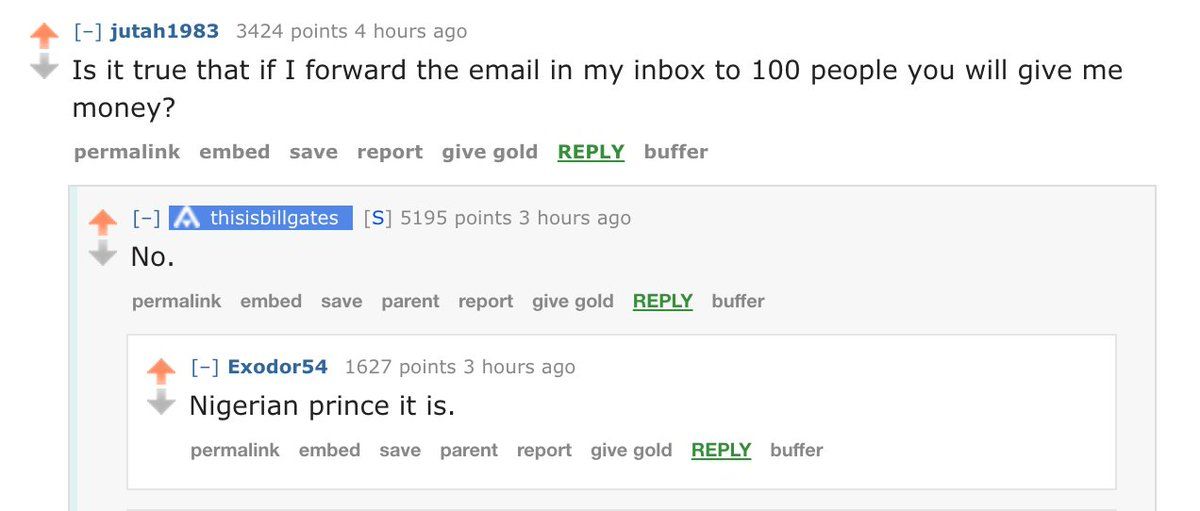 [–] jutah1983 3424 points 4 hours ago
Is it true that if I forward the email in my inbox to 100 people you will give me
money?
permalink embed save report give gold REPLY buffer
[–] thisisbillgates [S] 5195 points 3 hours ago
No.
permalink embed save parent report give gold REPLY buffer
[–] Exodor54 1627 points 3 hours ago
Nigerian prince it is.
permalink embed save parent report give gold REPLY buffer